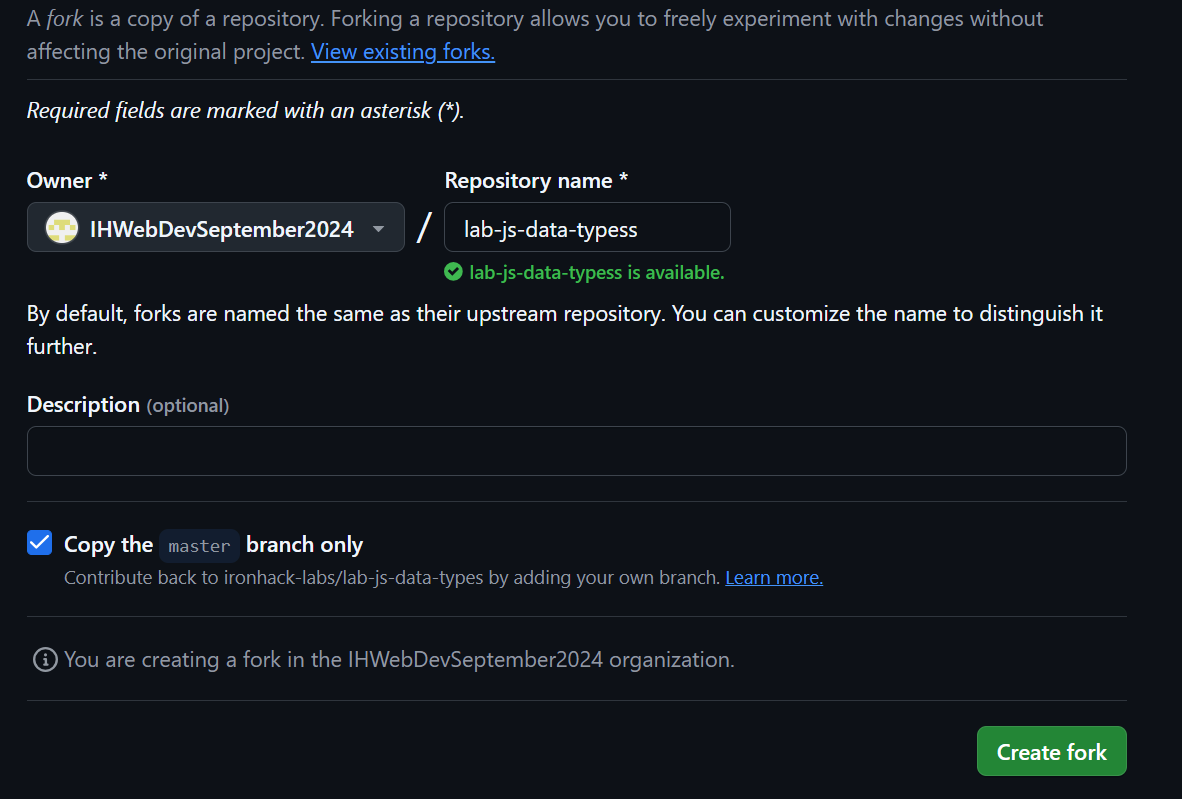 A fork is a copy of a repository. Forking a repository allows you to freely experiment with changes without
affecting the original project. View existing forks.
Required fields are marked with an asterisk (*).
Owner * Repository name *
IHWebDevSeptember2024 / lab-js-data-typess
lab-js-data-typess is available.
By default, forks are named the same as their upstream repository. You can customize the name to distinguish it
further.
Description (optional)
Copy the master branch only
Contribute back to ironhack-labs/lab-js-data-types by adding your own branch. Learn more.
You are creating a fork in the IHWebDevSeptember2024 organization.
Create fork